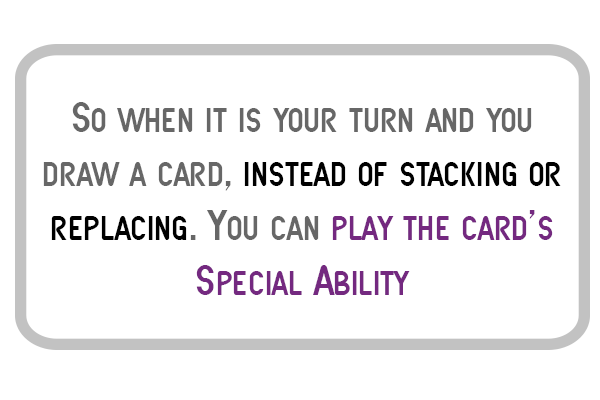 So when it is your turn and you
draw a card, instead of stacking or
replacing. You can play the card's
Special Ability